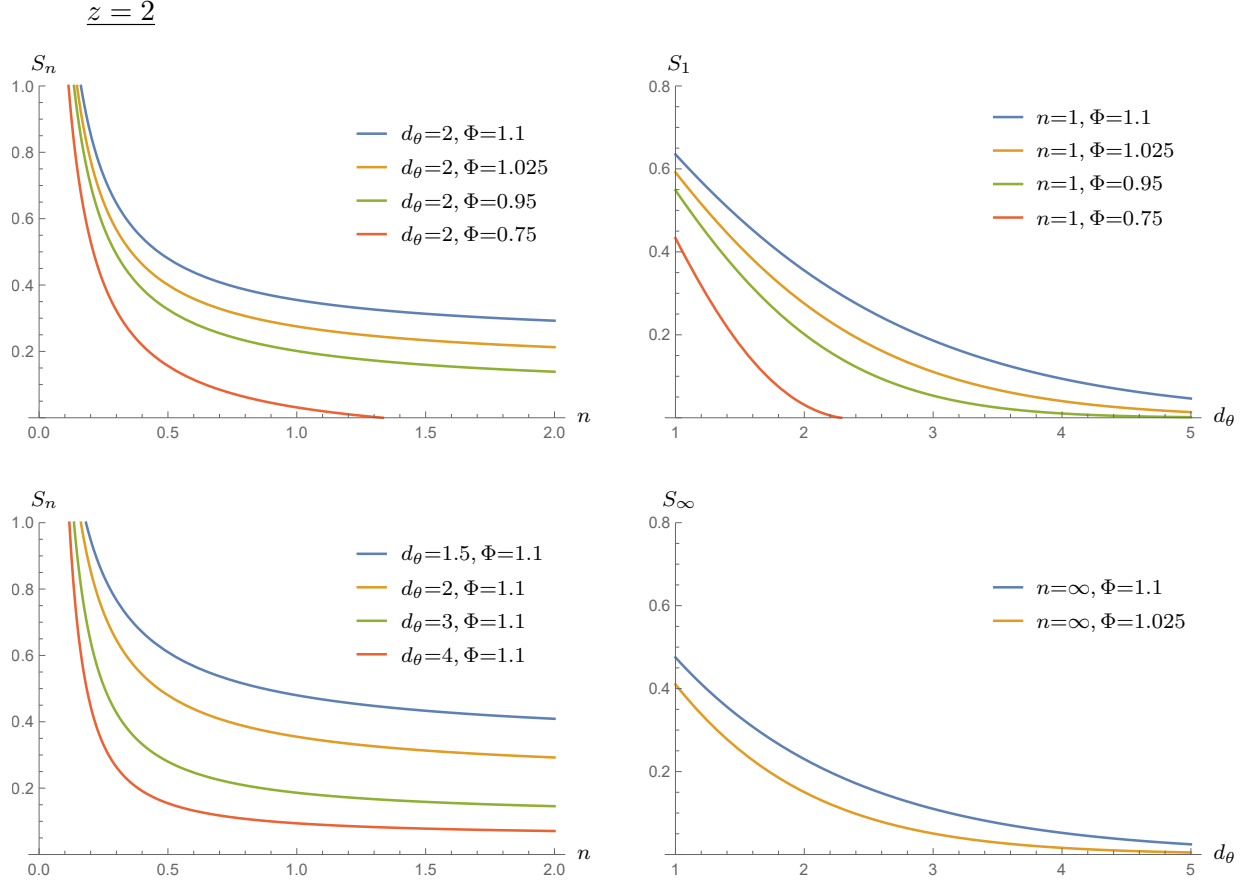 z = 2
S_n
1.0
0.8
0.6
0.4
0.2
0.0 0.5 1.0 1.5 2.0
n
d_θ=2, Φ=1.1
d_θ=2, Φ=1.025
d_θ=2, Φ=0.95
d_θ=2, Φ=0.75
S_1
0.8
0.6
0.4
0.2
1 2 3 4 5
d_θ
n=1, Φ=1.1
n=1, Φ=1.025
n=1, Φ=0.95
n=1, Φ=0.75
S_n
1.0
0.8
0.6
0.4
0.2
0.0 0.5 1.0 1.5 2.0
n
d_θ=1.5, Φ=1.1
d_θ=2, Φ=1.1
d_θ=3, Φ=1.1
d_θ=4, Φ=1.1
S_∞
0.8
0.6
0.4
0.2
1 2 3 4 5
d_θ
n=∞, Φ=1.1
n=∞, Φ=1.025